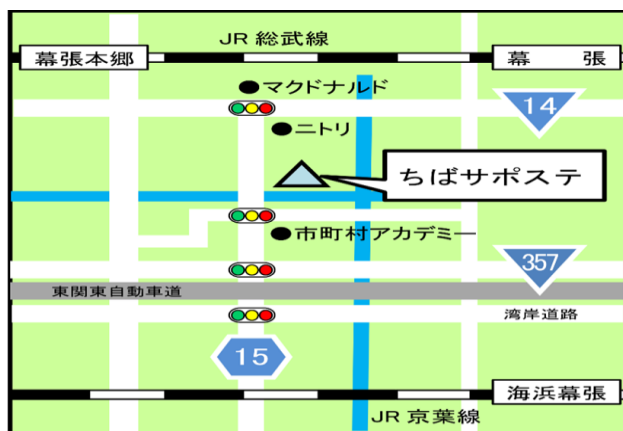 JR 総武線
幕張本郷
幕 張
マクドナルド
14
ニトリ
ちばサポステ
市町村アカデミー
357
東関東自動車道
湾岸道路
15
海浜幕張
JR 京葉線